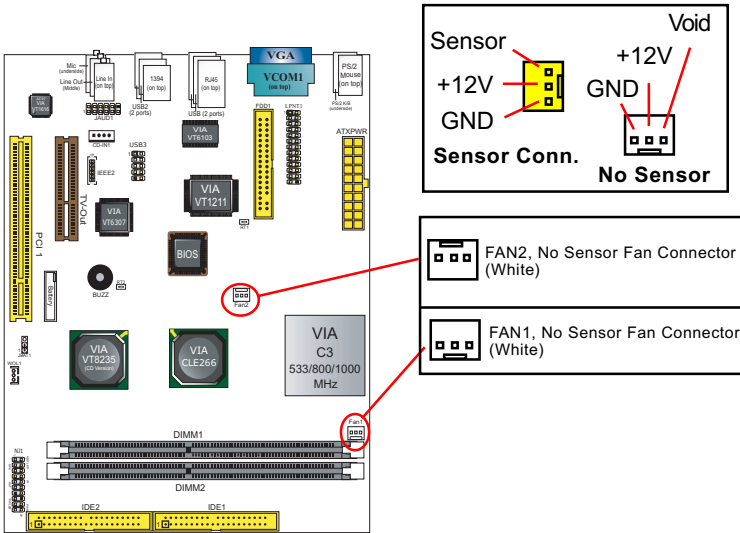 Mic
(underside)
Line Out
(Middle)
Line In
(on top)
1394
(on top)
RJ45
(on top)
VGA
VCOM1
(on top)
PS/2
Mouse
(on top)
PS/2 K/B
(underside)
USB2
(2 ports)
USB (2 ports)
VIA
VT1616
JAUD1
CD-IN1
USB3
IEEE2
VIA
VT6103
FDD1
LPNT1
ATXPWR
VIA
VT1211
RT1
TV-Out
VIA
VT6307
BIOS
PCI 1
BUZZ
RT2
Battery
Fan2
VIA
VT8235
(CD Version)
VIA
CLE266
VIA
C3
533/800/1000
MHz
WOL1
Fan1
DIMM1
DIMM2
NJ1
IDE2
IDE1
1
1
Sensor
+12V
GND
Sensor Conn.
Void
+12V
GND
No Sensor
FAN2, No Sensor Fan Connector
(White)
FAN1, No Sensor Fan Connector
(White)